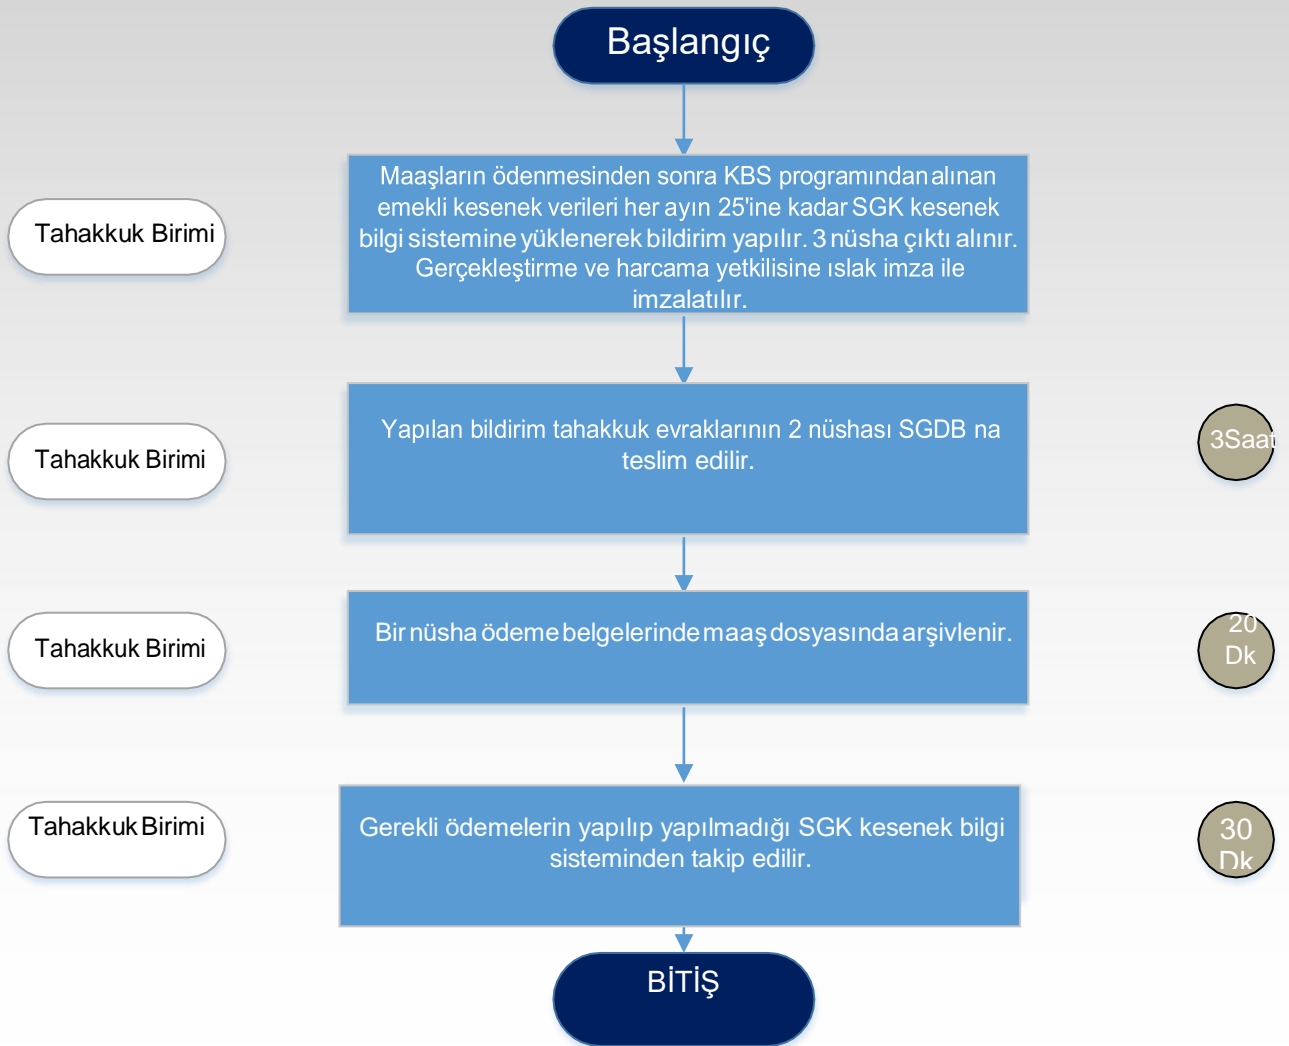 Başlangıç
Tahakkuk Birimi
Maaşların ödenmesinden sonra KBS programından alınan
emekli kesenek verileri her ayın 25'ine kadar SGK kesenek
bilgi sistemine yüklenerek bildirim yapılır. 3 nüsha çıktı alınır.
Gerçekleştirme ve harcama yetkilisine ıslak imza ile
imzalatılır.
Tahakkuk Birimi
Yapılan bildirim tahakkuk evraklarının 2 nüshası SGDB na
teslim edilir.
3Saat
Tahakkuk Birimi
Bir nüsha ödeme belgelerinde maaş dosyasında arşivlenir.
20
Dk
Tahakkuk Birimi
Gerekli ödemelerin yapılıp yapılmadığı SGK kesenek bilgi
sisteminden takip edilir.
30
Dk
BİTİŞ